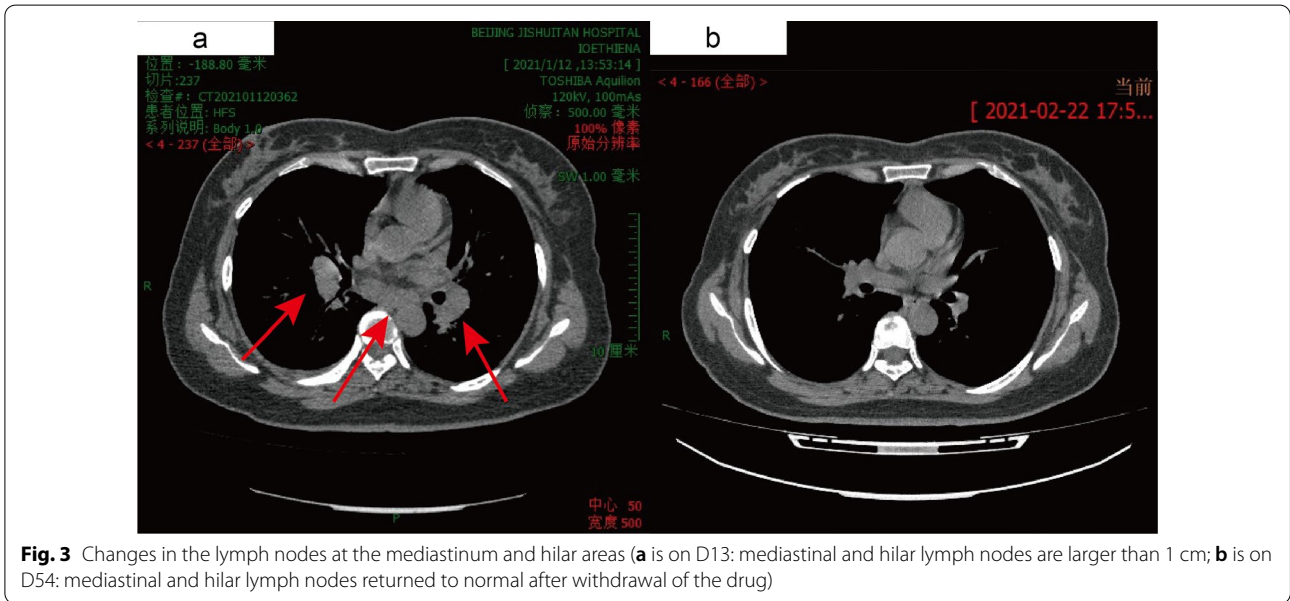 a
位置：-188.80 毫米
切片:237
检查#：CT202101120362
患者位置: HFS
系列说明: Body 1.0
< 4 - 237 (全部) >
BEIJING JISHUITAN HOSPITAL
IOETHIENA
[ 2021/1/12 ,13:53:14 ]
TOSHIBA Aquilion
120kV, 100mAs
侦察：500.00 毫米
100% 像素
原始分辨率
SW 1.00 毫米
R
10 厘米
P
中心 50
宽度 500
b
< 4 - 166 (全部) >
当前
[ 2021-02-22 17:5...
R
Fig. 3 Changes in the lymph nodes at the mediastinum and hilar areas (a is on D13: mediastinal and hilar lymph nodes are larger than 1 cm; b is on
D54: mediastinal and hilar lymph nodes returned to normal after withdrawal of the drug)